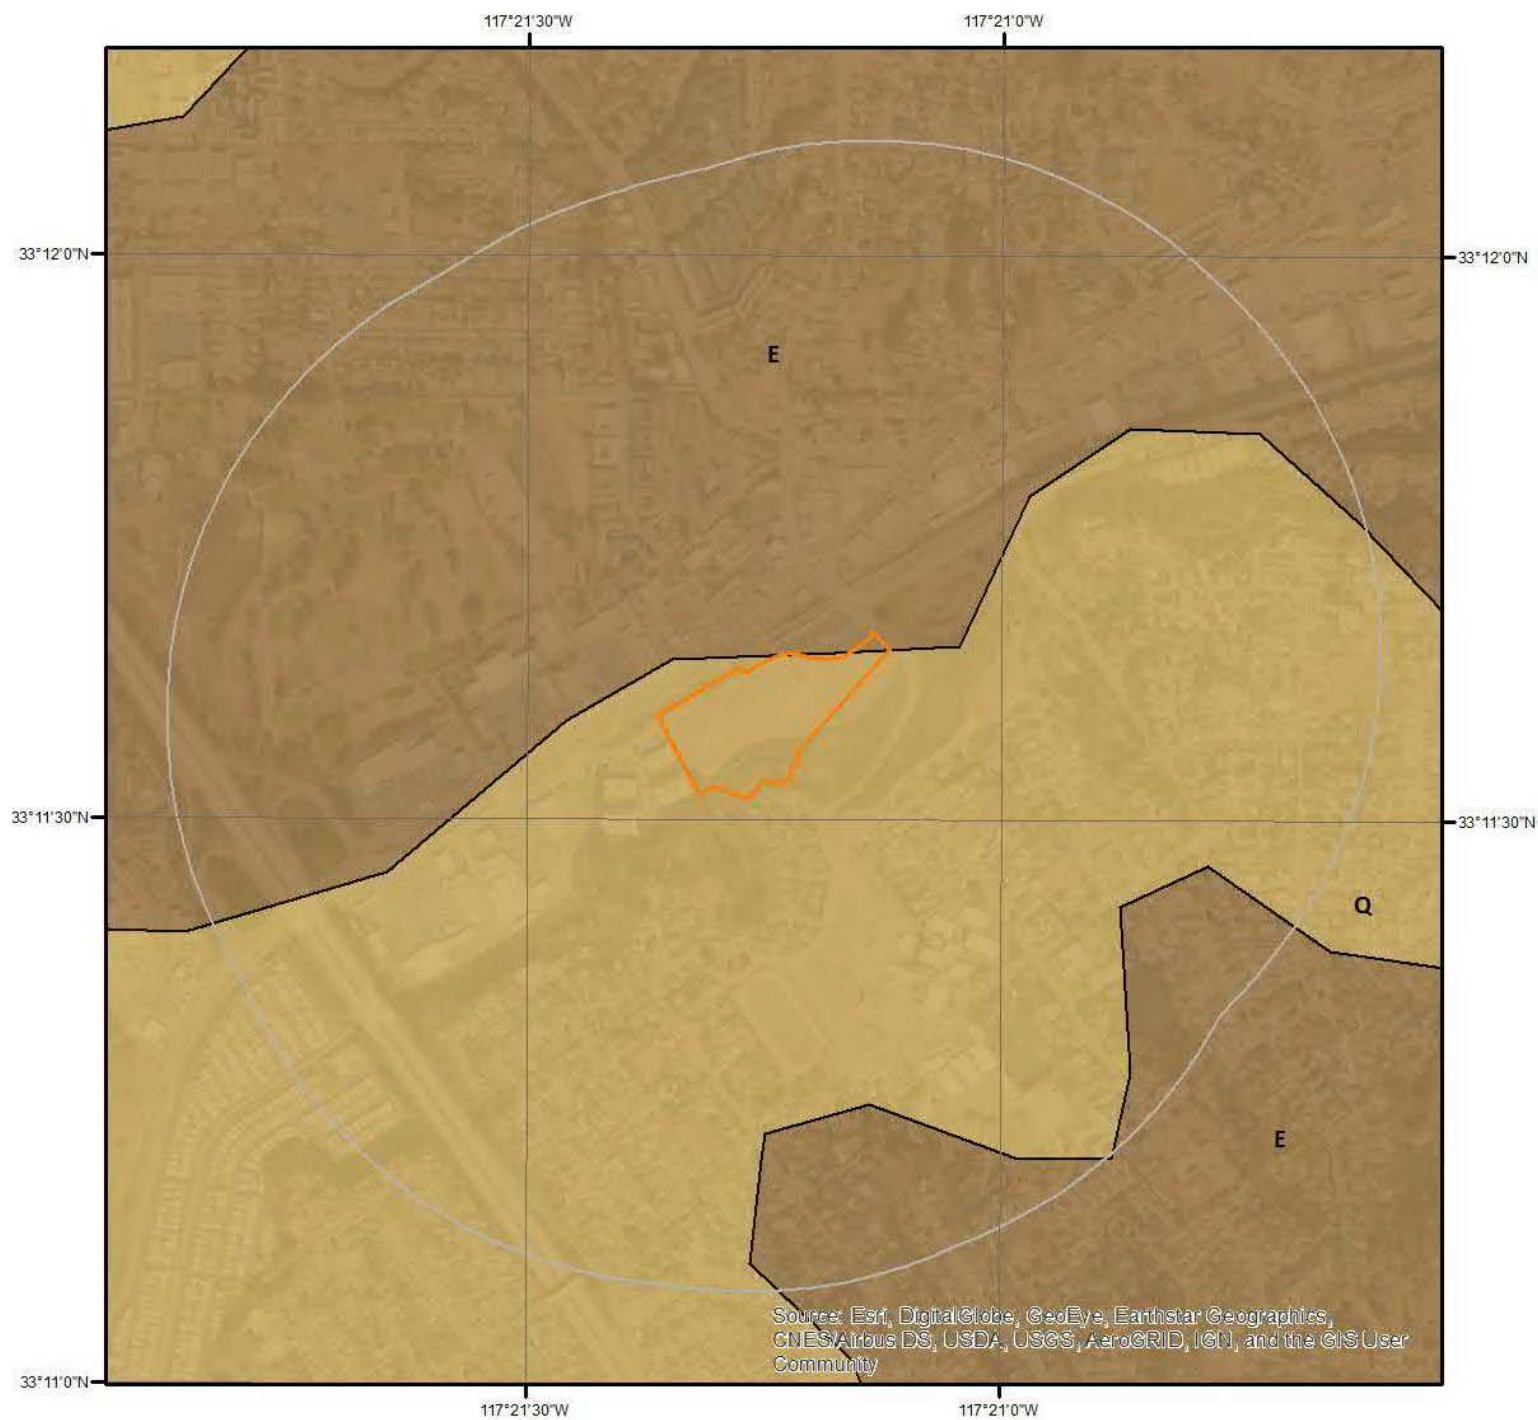 117°21'30"W 117°21'0"W
33°12'0"N 33°12'0"N
E
33°11'30"N 33°11'30"N
Q
E
Source: Esri, DigitalGlobe, GeoEye, Earthstar Geographics,
CNES/Airbus DS, USDA, USGS, AeroGRID, IGN, and the GIS User
Community
33°11'0"N
117°21'30"W 117°21'0"W